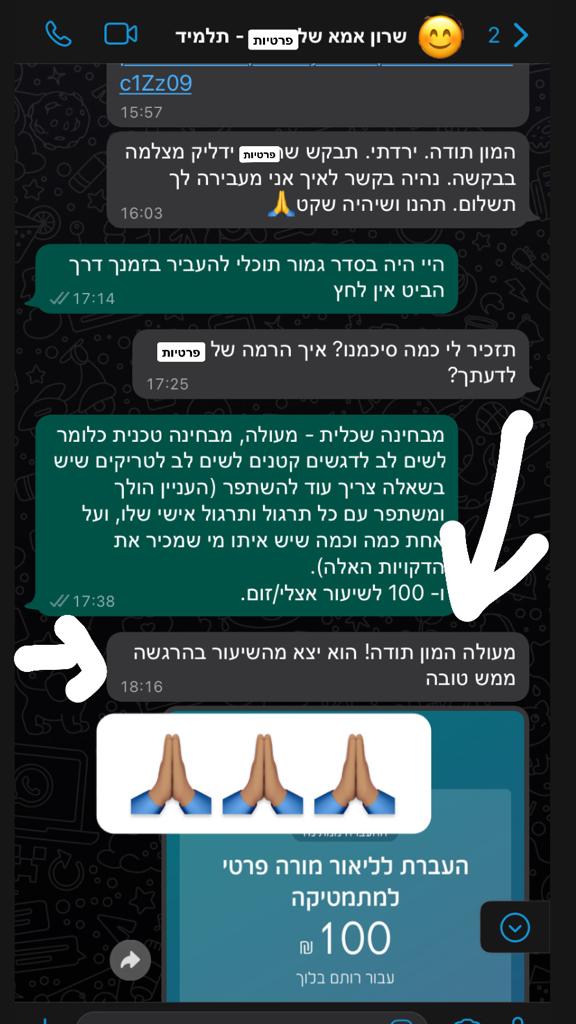 2
שרון אמא של פרטיות - תלמיד
c1Zz09
15:57
המון תודה. ירדתי. תבקש פרטיות ידליק מצלמה
בבקשה. נהיה בקשר לאיך אני מעבירה לך
תשלום. תהנו ושיהיה שקט🙏
16:03
היי היה בסדר גמור תוכלי להעביר בזמנך דרך
הביט אין לחץ
17:14
תזכיר לי כמה סיכמנו? איך הרמה של פרטיות
לדעתך?
17:25
מבחינה שכלית - מעולה, מבחינה טכנית כלומר
לשים לב לדגשים קטנים לשים לב לטריקים שיש
בשאלה צריך עוד להשתפר (העניין הולך
ומשתפר עם כל תרגול ותרגול אישי שלו, ועל
אחת כמה וכמה שיש איתו מי שמכיר את
הדקויות האלה).
ו- 100 לשיעור אצלי/זום.
17:38
מעולה המון תודה! הוא יצא מהשיעור בהרגשה
ממש טובה
18:16
העברת לליאור מורה פרטי
למתמטיקה
100 ₪
עבור רותם בלוך